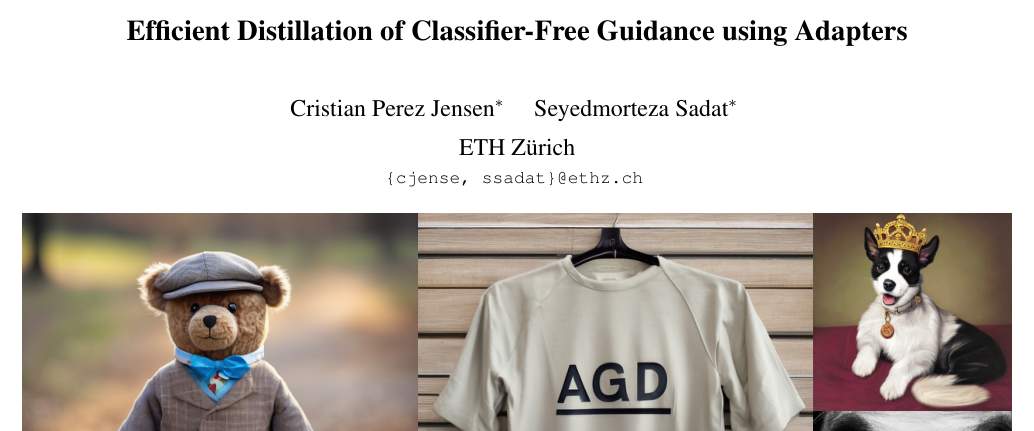 Efficient Distillation of Classifier-Free Guidance using Adapters
Cristian Perez Jensen* Seyedmorteza Sadat*
ETH Zürich
{cjense, ssadat}@ethz.ch
AGD